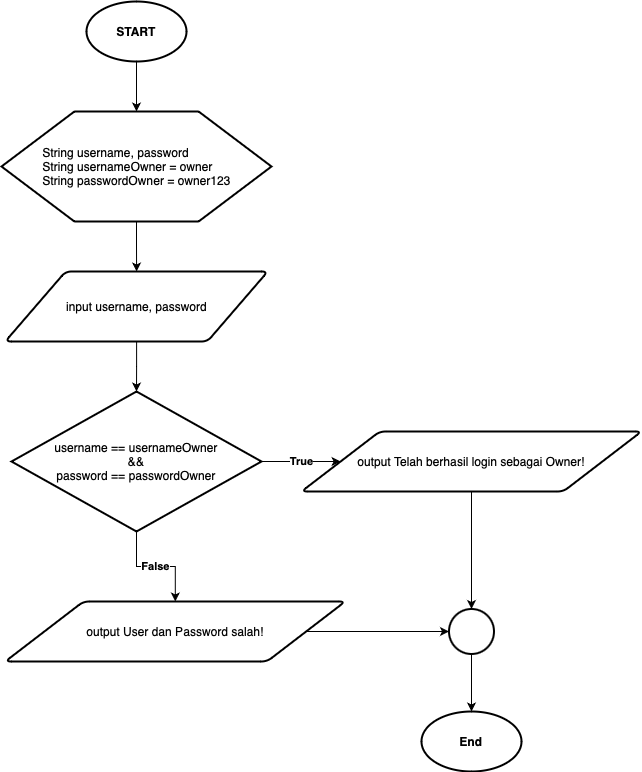 START
String username, password
String usernameOwner = owner
String passwordOwner = owner123
input username, password
username == usernameOwner
&&
password == passwordOwner
True
output Telah berhasil login sebagai Owner!
False
output User dan Password salah!
End